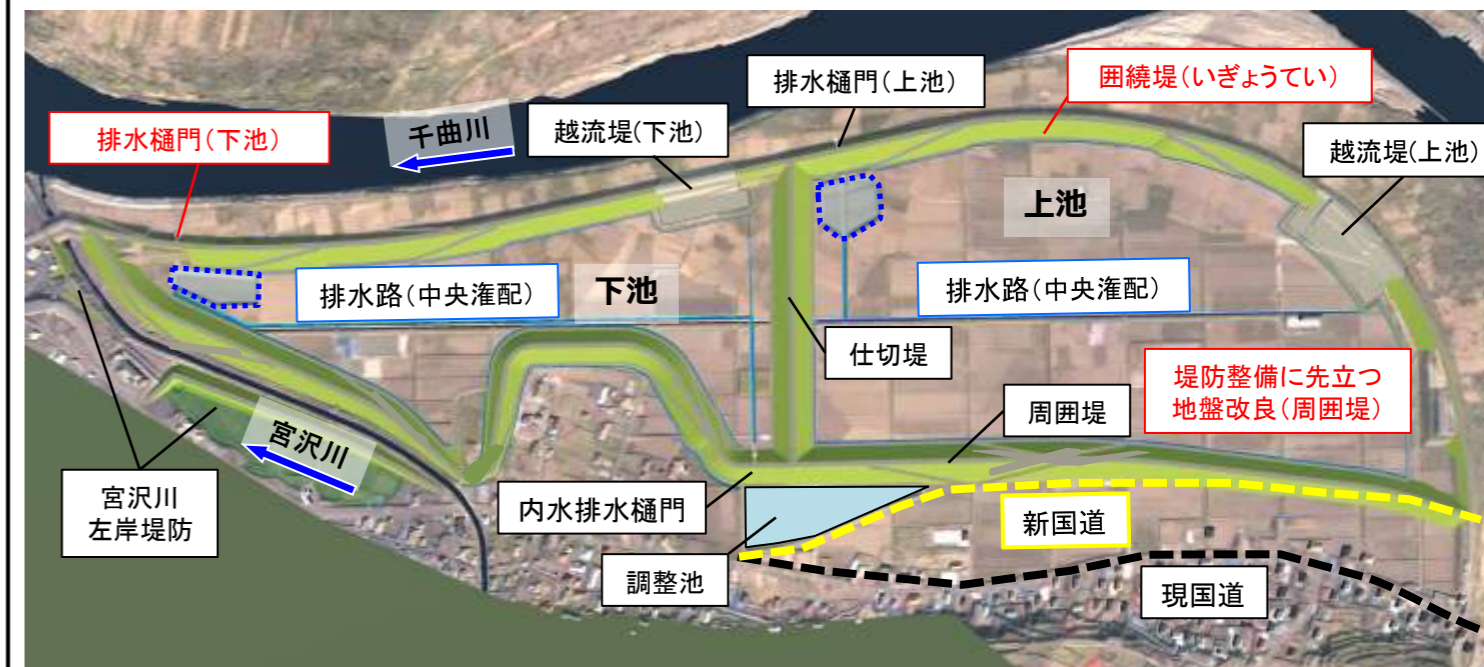 排水樋門(上池)
囲繞堤(いぎょうてい)
排水樋門(下池)
千曲川
越流堤(下池)
越流堤(上池)
上池
下池
排水路(中央潅配)
排水路(中央潅配)
仕切堤
堤防整備に先立つ
地盤改良(周囲堤)
周囲堤
宮沢川
宮沢川
左岸堤防
内水排水樋門
新国道
調整池
現国道